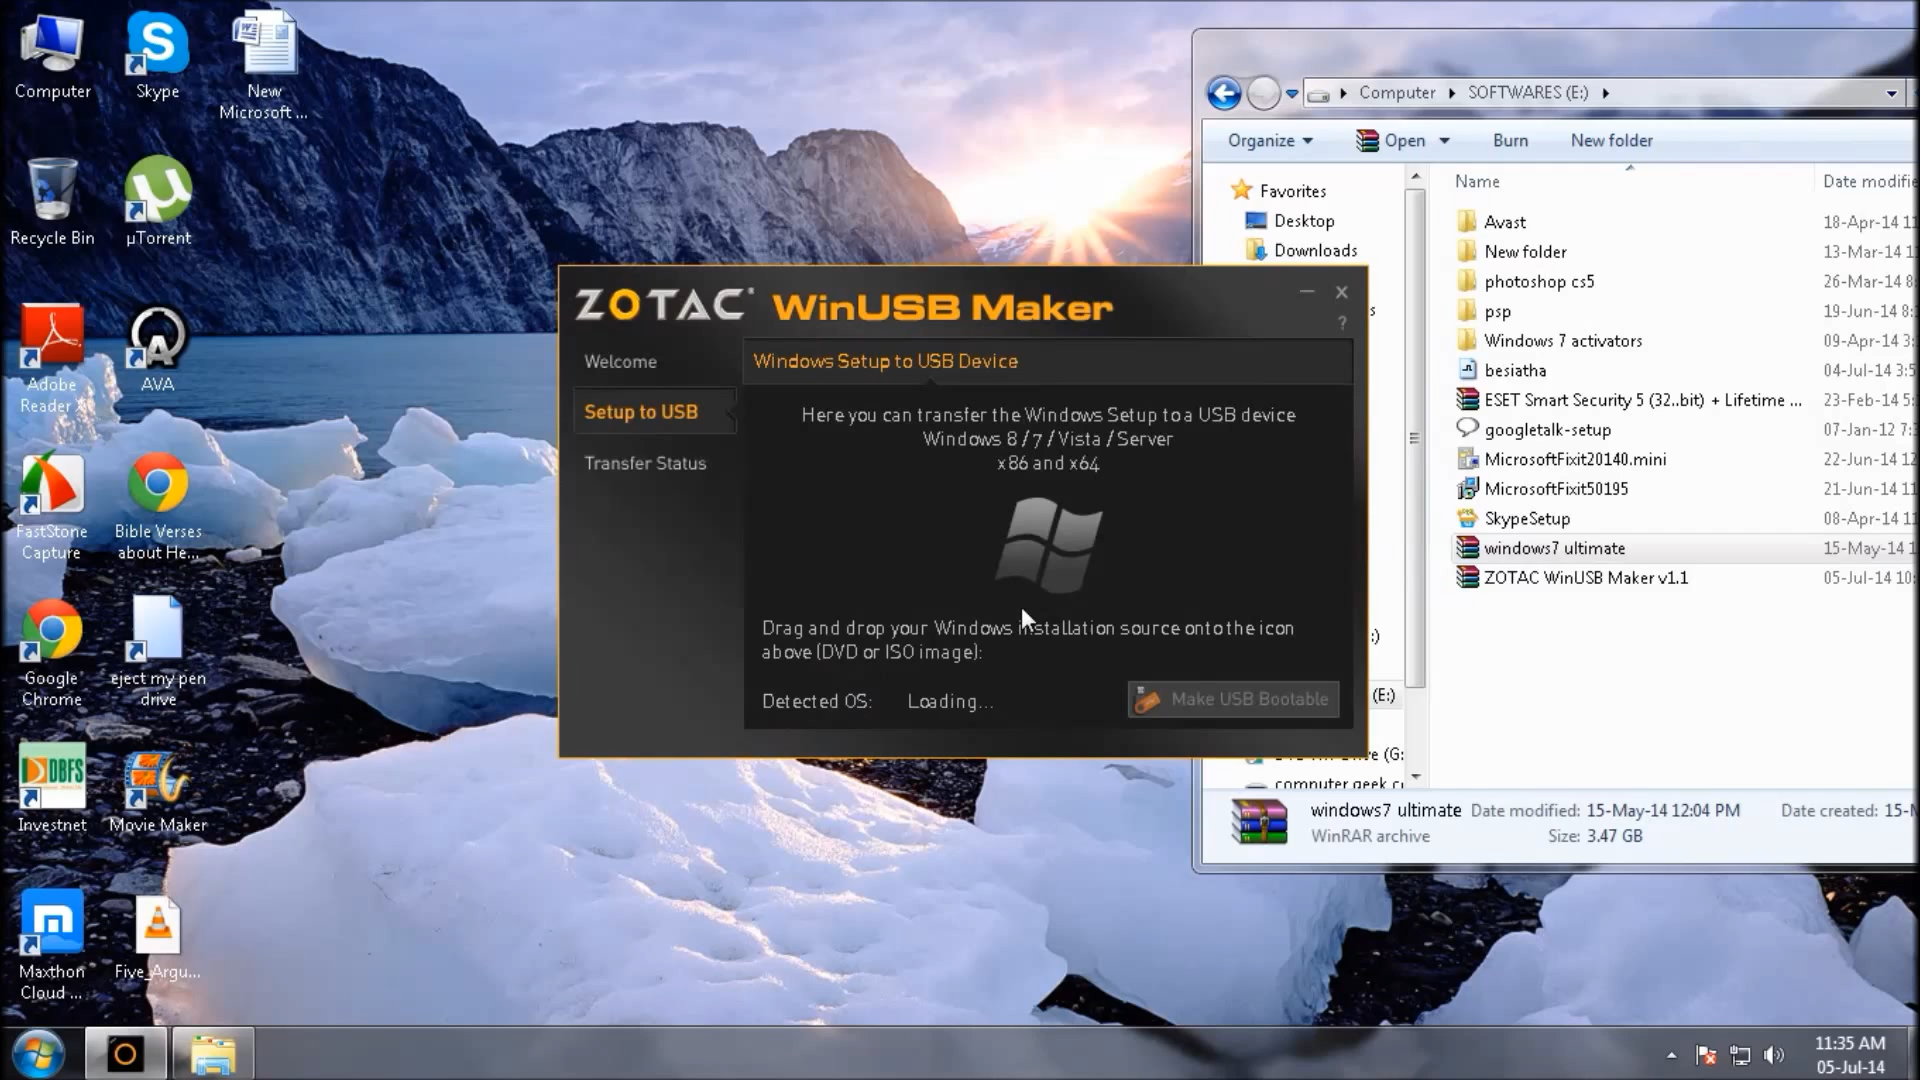 Computer
Skype
New
Microsoft ...
Recycle Bin
µTorrent
Adobe
Reader X
AVA
FastStone
Capture
Bible Verses
about He...
Google
Chrome
eject my pen
drive
DBFS
Investnet
Movie Maker
Maxthon
Cloud ...
Five_Argu...
Computer
SOFTWARES (E:)
Organize
Open
Burn
New folder
Favorites
Desktop
Downloads
Name
Date modifie
Avast
18-Apr-14 11
New folder
13-Mar-14 1
photoshop cs5
26-Mar-14 8:
psp
19-Jun-14 8:
Windows 7 activators
09-Apr-14 3:
besiatha
04-Jul-14 3:5
ESET Smart Security 5 (32..bit) + Lifetime ...
23-Feb-14 5:
googletalk-setup
07-Jan-12 7:
MicrosoftFixit20140.mini
22-Jun-14 12
MicrosoftFixit50195
21-Jun-14 11
SkypeSetup
08-Apr-14 11
windows7 ultimate
15-May-14 1
ZOTAC WinUSB Maker v1.1
05-Jul-14 10:
(E:)
(G:
computer geek
windows7 ultimate
Date modified: 15-May-14 12:04 PM
Date created: 15-
WinRAR archive
Size: 3.47 GB
ZOTAC WinUSB Maker
?
Welcome
Setup to USB
Transfer Status
Windows Setup to USB Device
Here you can transfer the Windows Setup to a USB device
Windows 8 / 7 / Vista / Server
x86 and x64
Drag and drop your Windows installation source onto the icon
above (DVD or ISO image):
Detected OS: Loading...
Make USB Bootable
11:35 AM
05-Jul-14